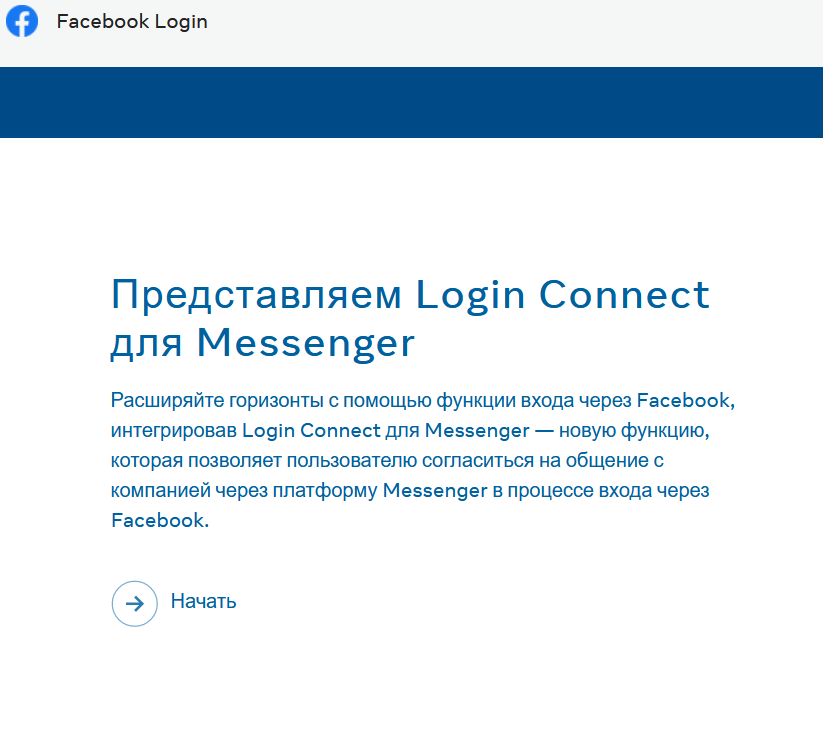 Facebook Login
Представляем Login Connect
для Messenger
Расширяйте горизонты с помощью функции входа через Facebook,
интегрировав Login Connect для Messenger — новую функцию,
которая позволяет пользователю согласиться на общение с
компанией через платформу Messenger в процессе входа через
Facebook.
Начать